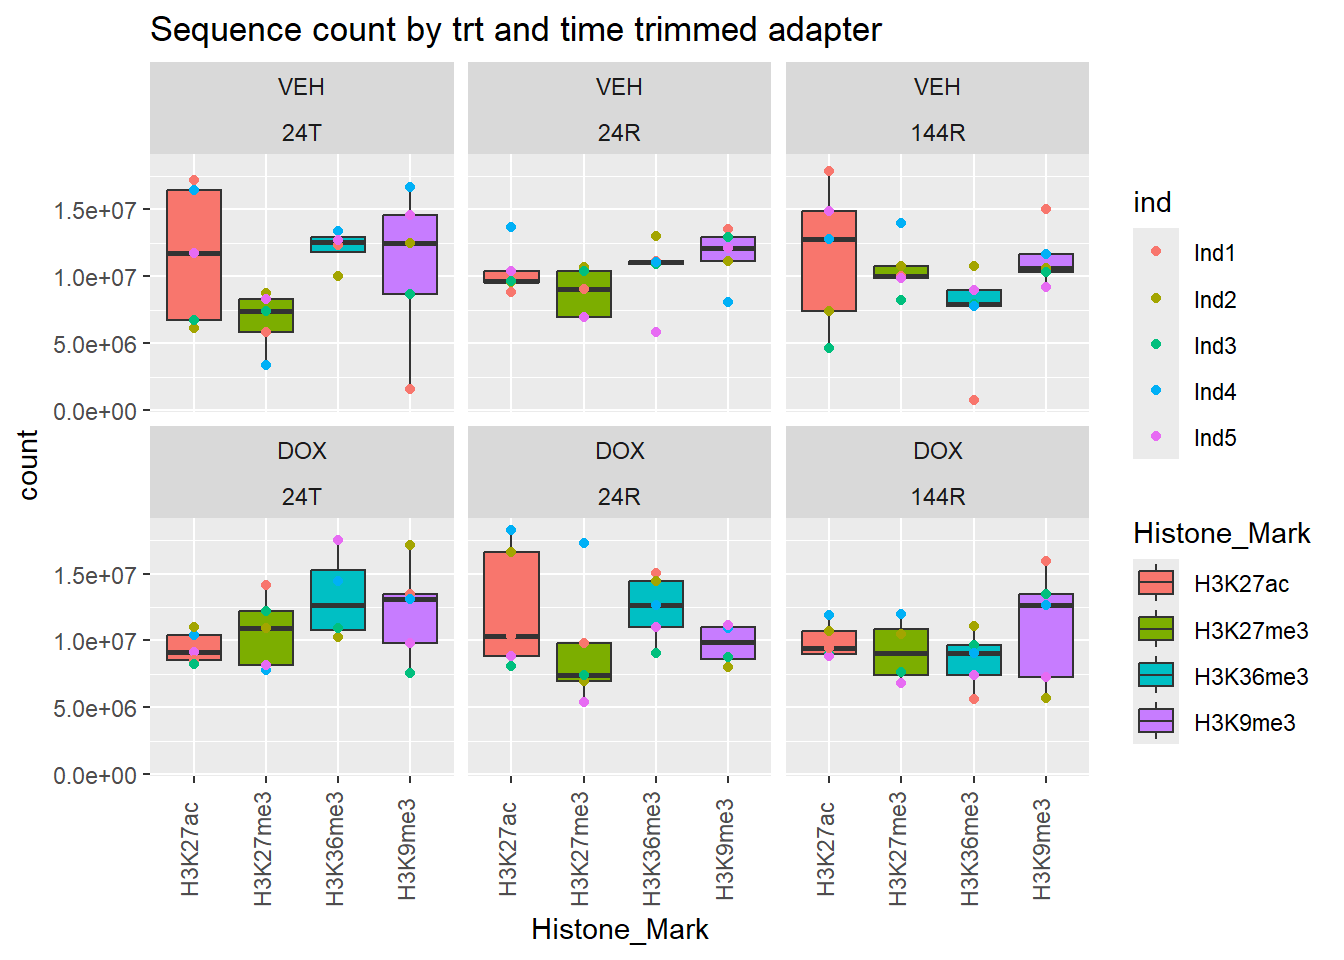 Sequence count by trt and time trimmed adapter
VEH
24T
VEH
24R
VEH
144R
1.5e+07
1.0e+07
5.0e+06
0.0e+00
DOX
24T
DOX
24R
DOX
144R
1.5e+07
1.0e+07
5.0e+06
0.0e+00
count
H3K27ac
H3K27me3
H3K36me3
H3K9me3
H3K27ac
H3K27me3
H3K36me3
H3K9me3
H3K27ac
H3K27me3
H3K36me3
H3K9me3
Histone_Mark
ind
Ind1
Ind2
Ind3
Ind4
Ind5
Histone_Mark
H3K27ac
H3K27me3
H3K36me3
H3K9me3